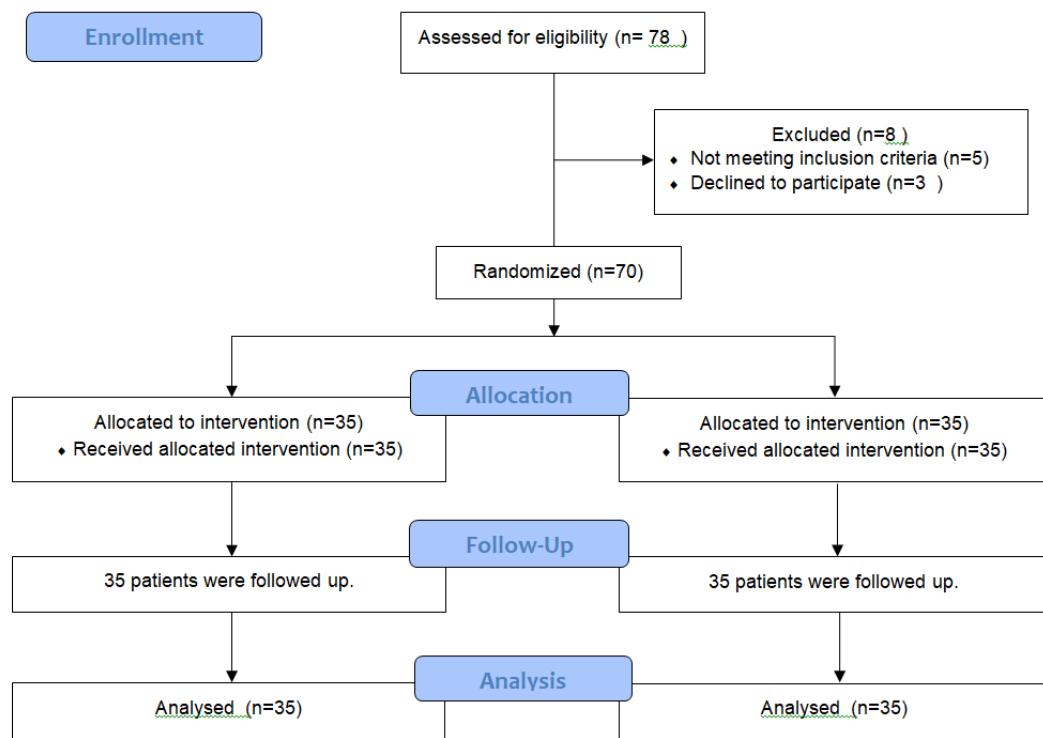 Enrollment
Assessed for eligibility (n= 78 )
Excluded (n=8 )
♦ Not meeting inclusion criteria (n=5)
♦ Declined to participate (n=3 )
Randomized (n=70)
Allocation
Allocated to intervention (n=35)
♦ Received allocated intervention (n=35)
Allocated to intervention (n=35)
♦ Received allocated intervention (n=35)
Follow-Up
35 patients were followed up.
35 patients were followed up.
Analysis
Analysed (n=35)
Analysed (n=35)